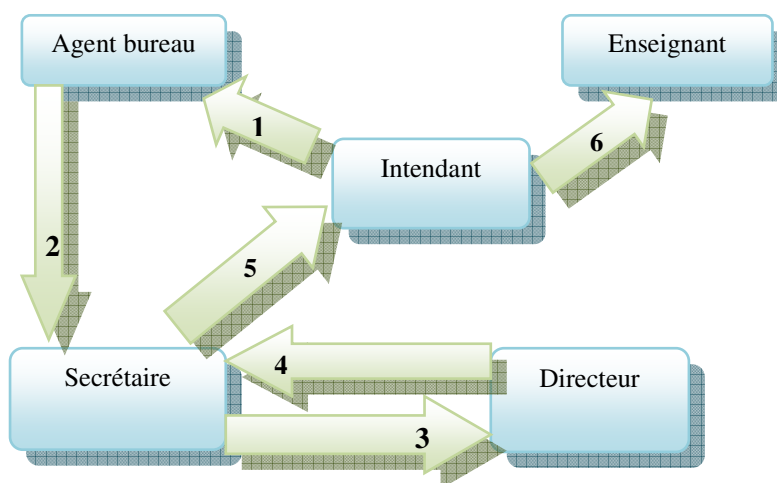 Agent bureau
Enseignant
1
6
Intendant
2
5
Secrétaire
4
Directeur
3